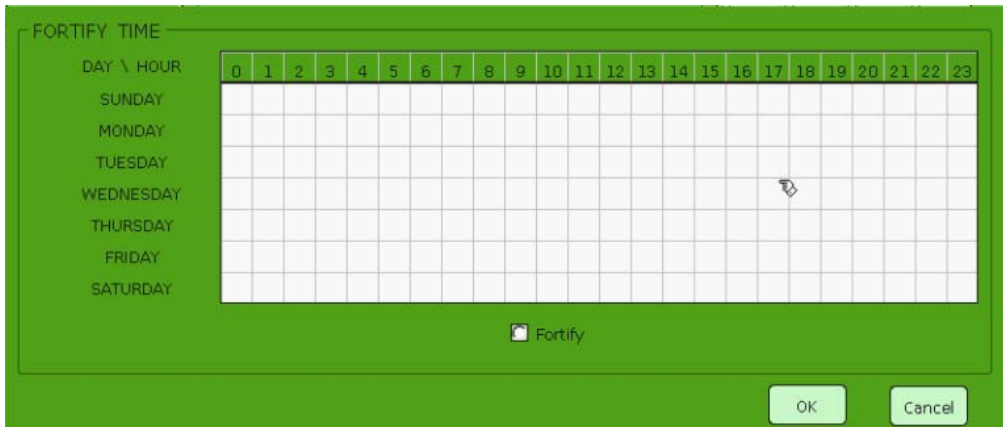 FORTIFY TIME
DAY \ HOUR 0 1 2 3 4 5 6 7 8 9 10 11 12 13 14 15 16 17 18 19 20 21 22 23
SUNDAY
MONDAY
TUESDAY
WEDNESDAY
THURSDAY
FRIDAY
SATURDAY
Fortify
OK Cancel